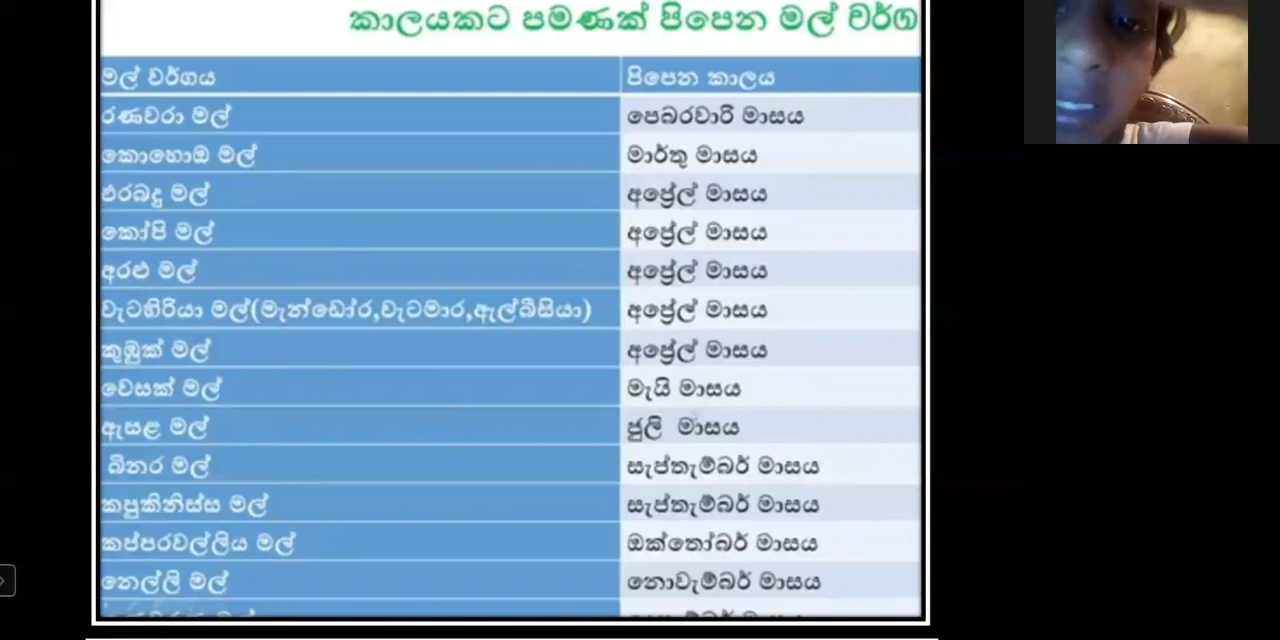 කාලයකට පමණක් පිපෙන මල් වර්ග
මල් වර්ගය පිපෙන කාලය
රණවරා මල් පෙබරවාරි මාසය
කොහොඹ මල් මාර්තු මාසය
එරබදු මල් අප්‍රේල් මාසය
කෝපි මල් අප්‍රේල් මාසය
අරළු මල් අප්‍රේල් මාසය
වැටහිරියා මල්(මැන්ඩෝර,වැටමාර,ඇල්බීසියා) අප්‍රේල් මාසය
කුඹුක් මල් අප්‍රේල් මාසය
වෙසක් මල් මැයි මාසය
ඇසළ මල් ජුලි මාසය
බිනර මල් සැප්තැම්බර් මාසය
කපුකිනිස්ස මල් සැප්තැම්බර් මාසය
කප්පරවල්ලිය මල් ඔක්තෝබර් මාසය
නෙල්ලි මල් නොවැම්බර් මාසය